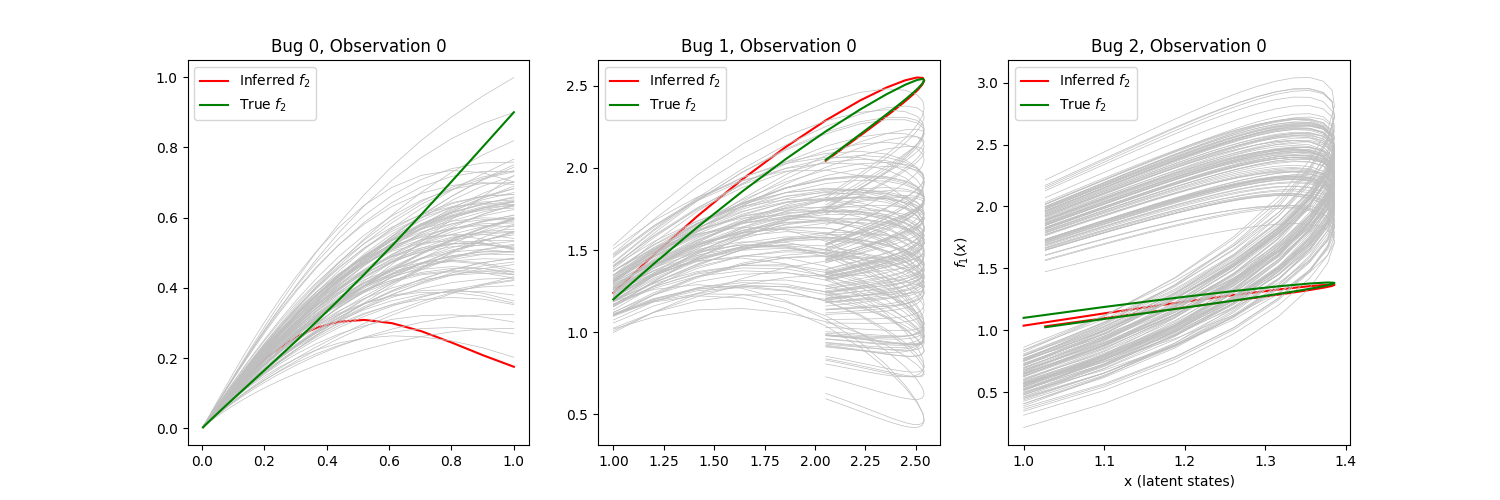 Bug 0, Observation 0
Inferred f₂
True f₂
1.0
0.8
0.6
0.4
0.2
0.0
0.0 0.2 0.4 0.6 0.8 1.0
Bug 1, Observation 0
Inferred f₂
True f₂
2.5
2.0
1.5
1.0
0.5
1.00 1.25 1.50 1.75 2.00 2.25 2.50
Bug 2, Observation 0
Inferred f₂
True f₂
f₁(x)
3.0
2.5
2.0
1.5
1.0
0.5
1.0 1.1 1.2 1.3 1.4
x (latent states)